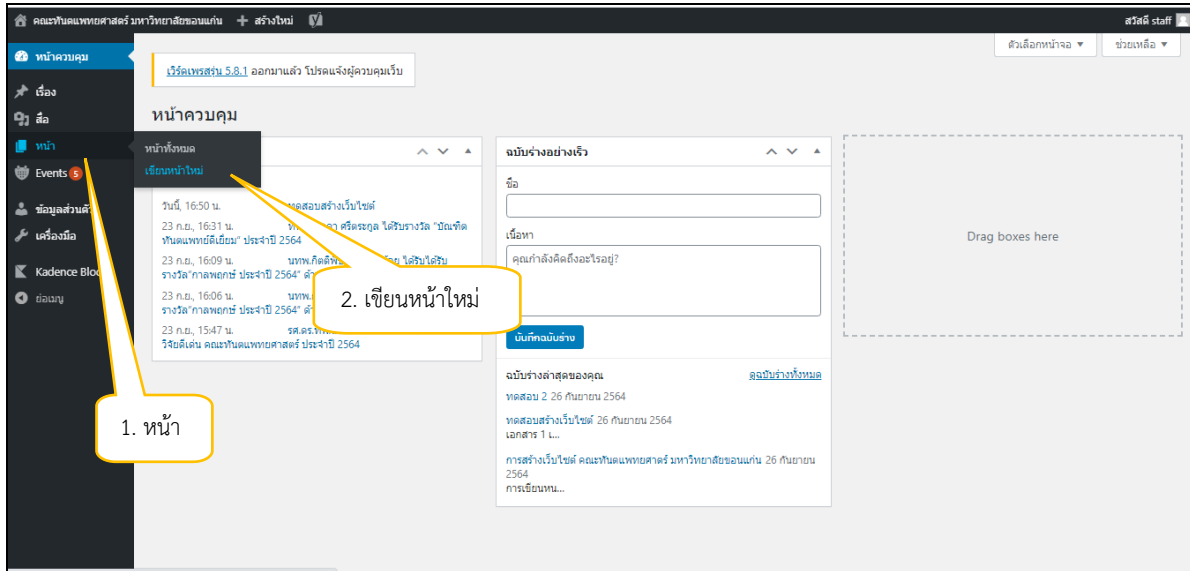 คณะทันตแพทยศาสตร์ มหาวิทยาลัยขอนแก่น + สร้างใหม่
สวัสดี staff
ตัวเลือกหน้าจอ ▼ ช่วยเหลือ ▼
หน้าควบคุม
เรื่อง
สื่อ
หน้า
Events 5
ข้อมูลส่วนตัว
เครื่องมือ
Kadence Bloc
ย่อเมนู
หน้าทั้งหมด
เขียนหน้าใหม่
เวิร์ดเพรสรุ่น 5.8.1 ออกมาแล้ว โปรดแจ้งผู้ควบคุมเว็บ
หน้าควบคุม
วันนี้, 16:50 น. ทดสอบสร้างเว็บไซต์
23 ก.ย., 16:31 น. ศรีตระกูล ได้รับรางวัล "บัณฑิต
ทันตแพทย์ดีเยี่ยม" ประจำปี 2564
23 ก.ย., 16:09 น. นทพ.กิตติพ ได้รับได้รับ
รางวัล"กาลพฤกษ์ ประจำปี 2564"
23 ก.ย., 16:06 น. นทพ.
รางวัล"กาลพฤกษ์ ประจำปี 2564"
23 ก.ย., 15:47 น. รศ.ดร.
วิจัยดีเด่น คณะทันตแพทยศาสตร์ ประจำปี 2564
1. หน้า
2. เขียนหน้าใหม่
ฉบับร่างอย่างเร็ว
ชื่อ
เนื้อหา
คุณกำลังคิดถึงอะไรอยู่?
บันทึกฉบับร่าง
ฉบับร่างล่าสุดของคุณ ดูฉบับร่างทั้งหมด
ทดสอบ 2 26 กันยายน 2564
ทดสอบสร้างเว็บไซต์ 26 กันยายน 2564
เอกสาร 1 เ...
การสร้างเว็บไซต์ คณะทันตแพทยศาตร์ มหาวิทยาลัยขอนแก่น 26 กันยายน
2564
การเขียนหน...
Drag boxes here